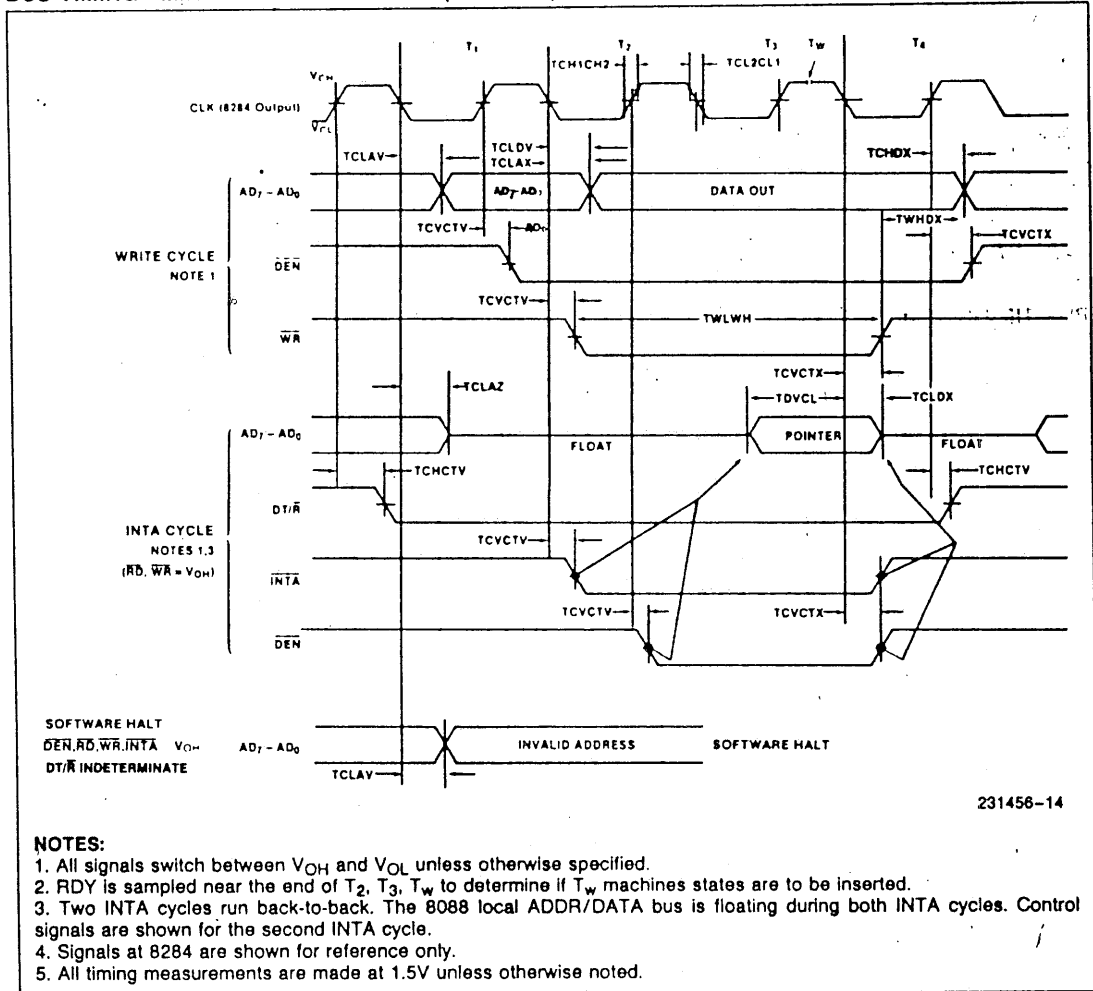 T1 T2 T3 TW T4
TCH1CH2 TCL2CL1
VCH
CLK (8284 Output)
VCL
TCLAV TCLDV TCHDX
TCLAX
AD7 – AD0 AD7-AD0 DATA OUT
TCVCTV TWHDX
WRITE CYCLE
NOTE 1
DEN
TCVCTX
TCVCTV TWLWH
WR
TCVCTX
TCLAZ TDVCL TCLDX
AD7 – AD0 FLOAT POINTER FLOAT
TCHCTV TCHCTV
DT/R
INTA CYCLE
NOTES 1,3
(RD, WR = VOH)
TCVCTV
INTA
TCVCTV TCVCTX
DEN
SOFTWARE HALT
DEN,RD,WR,INTA VOH
DT/R INDETERMINATE
AD7 – AD0 INVALID ADDRESS SOFTWARE HALT
TCLAV
231456–14
NOTES:
1. All signals switch between VOH and VOL unless otherwise specified.
2. RDY is sampled near the end of T2, T3, Tw to determine if Tw machines states are to be inserted.
3. Two INTA cycles run back-to-back. The 8088 local ADDR/DATA bus is floating during both INTA cycles. Control
signals are shown for the second INTA cycle.
4. Signals at 8284 are shown for reference only.
5. All timing measurements are made at 1.5V unless otherwise noted.